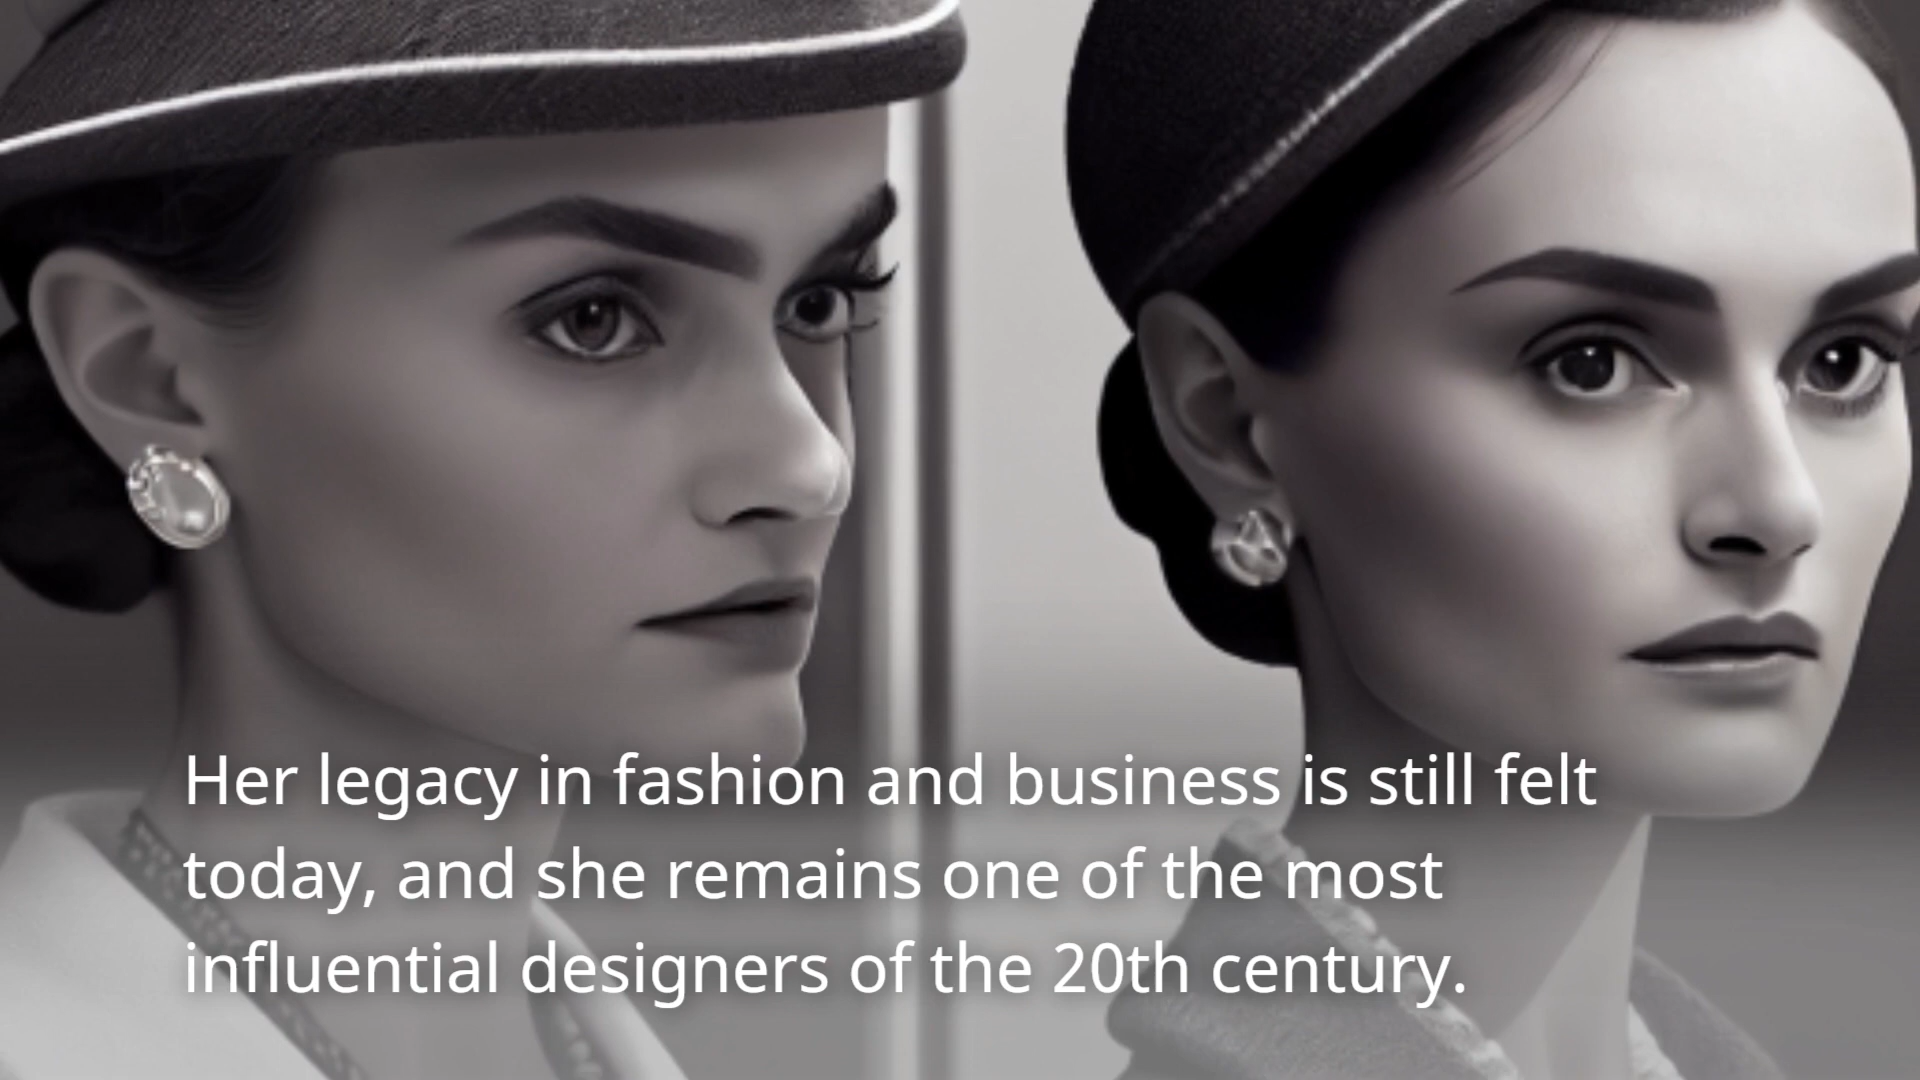 Her legacy in fashion and business is still felt
today, and she remains one of the most
influential designers of the 20th century.